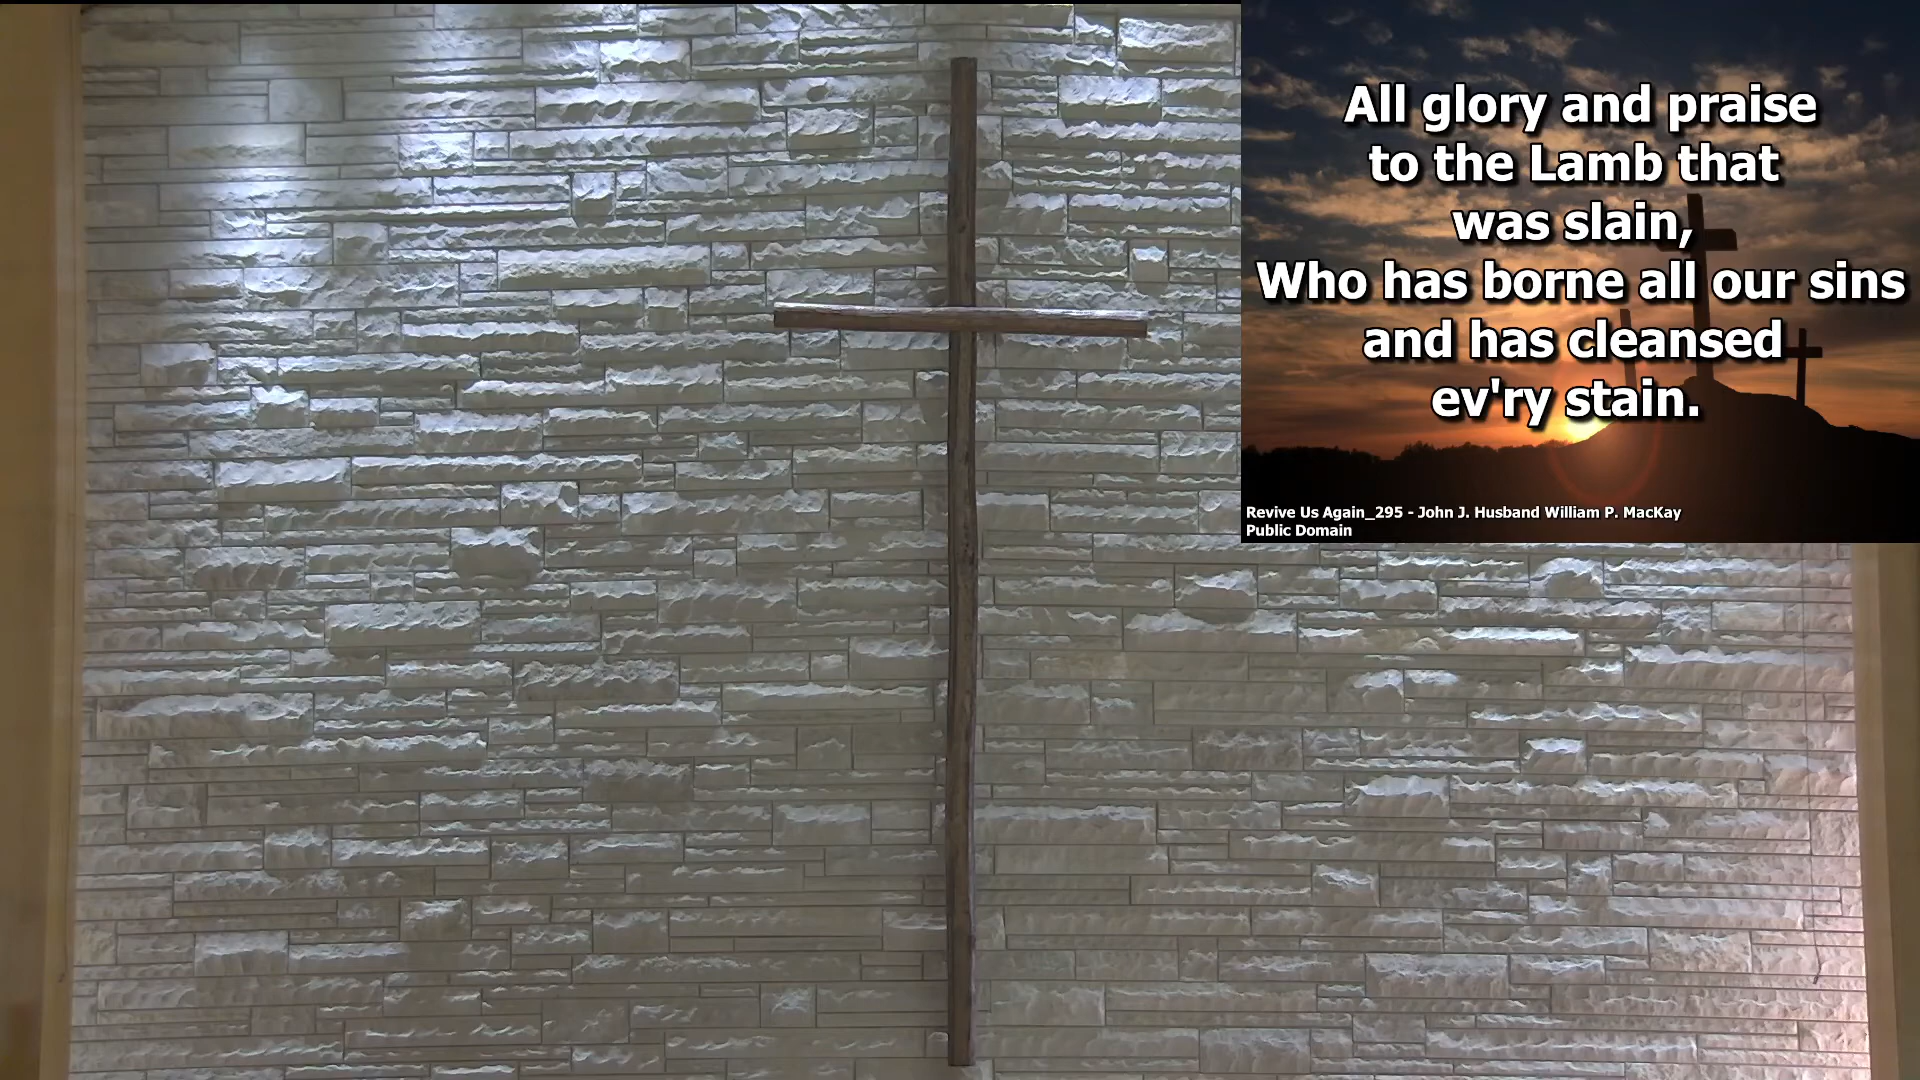 All glory and praise
to the Lamb that
was slain,
Who has borne all our sins
and has cleansed
ev'ry stain.
Revive Us Again_295 - John J. Husband William P. MacKay
Public Domain